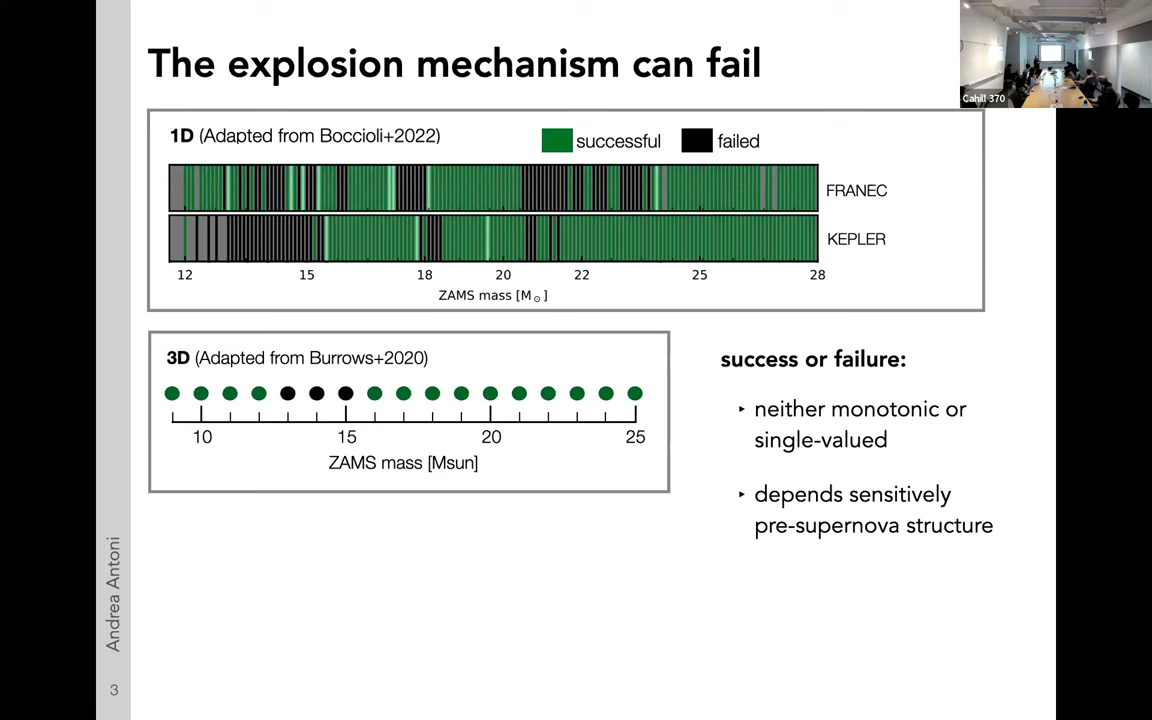 The explosion mechanism can fail
Cahill 370
1D (Adapted from Boccioli+2022)
successful
failed
FRANEC
KEPLER
12 15 18 20 22 25 28
ZAMS mass [M⊙]
3D (Adapted from Burrows+2020)
10 15 20 25
ZAMS mass [Msun]
success or failure:
‣ neither monotonic or
single-valued
‣ depends sensitively
pre-supernova structure
Andrea Antoni
3